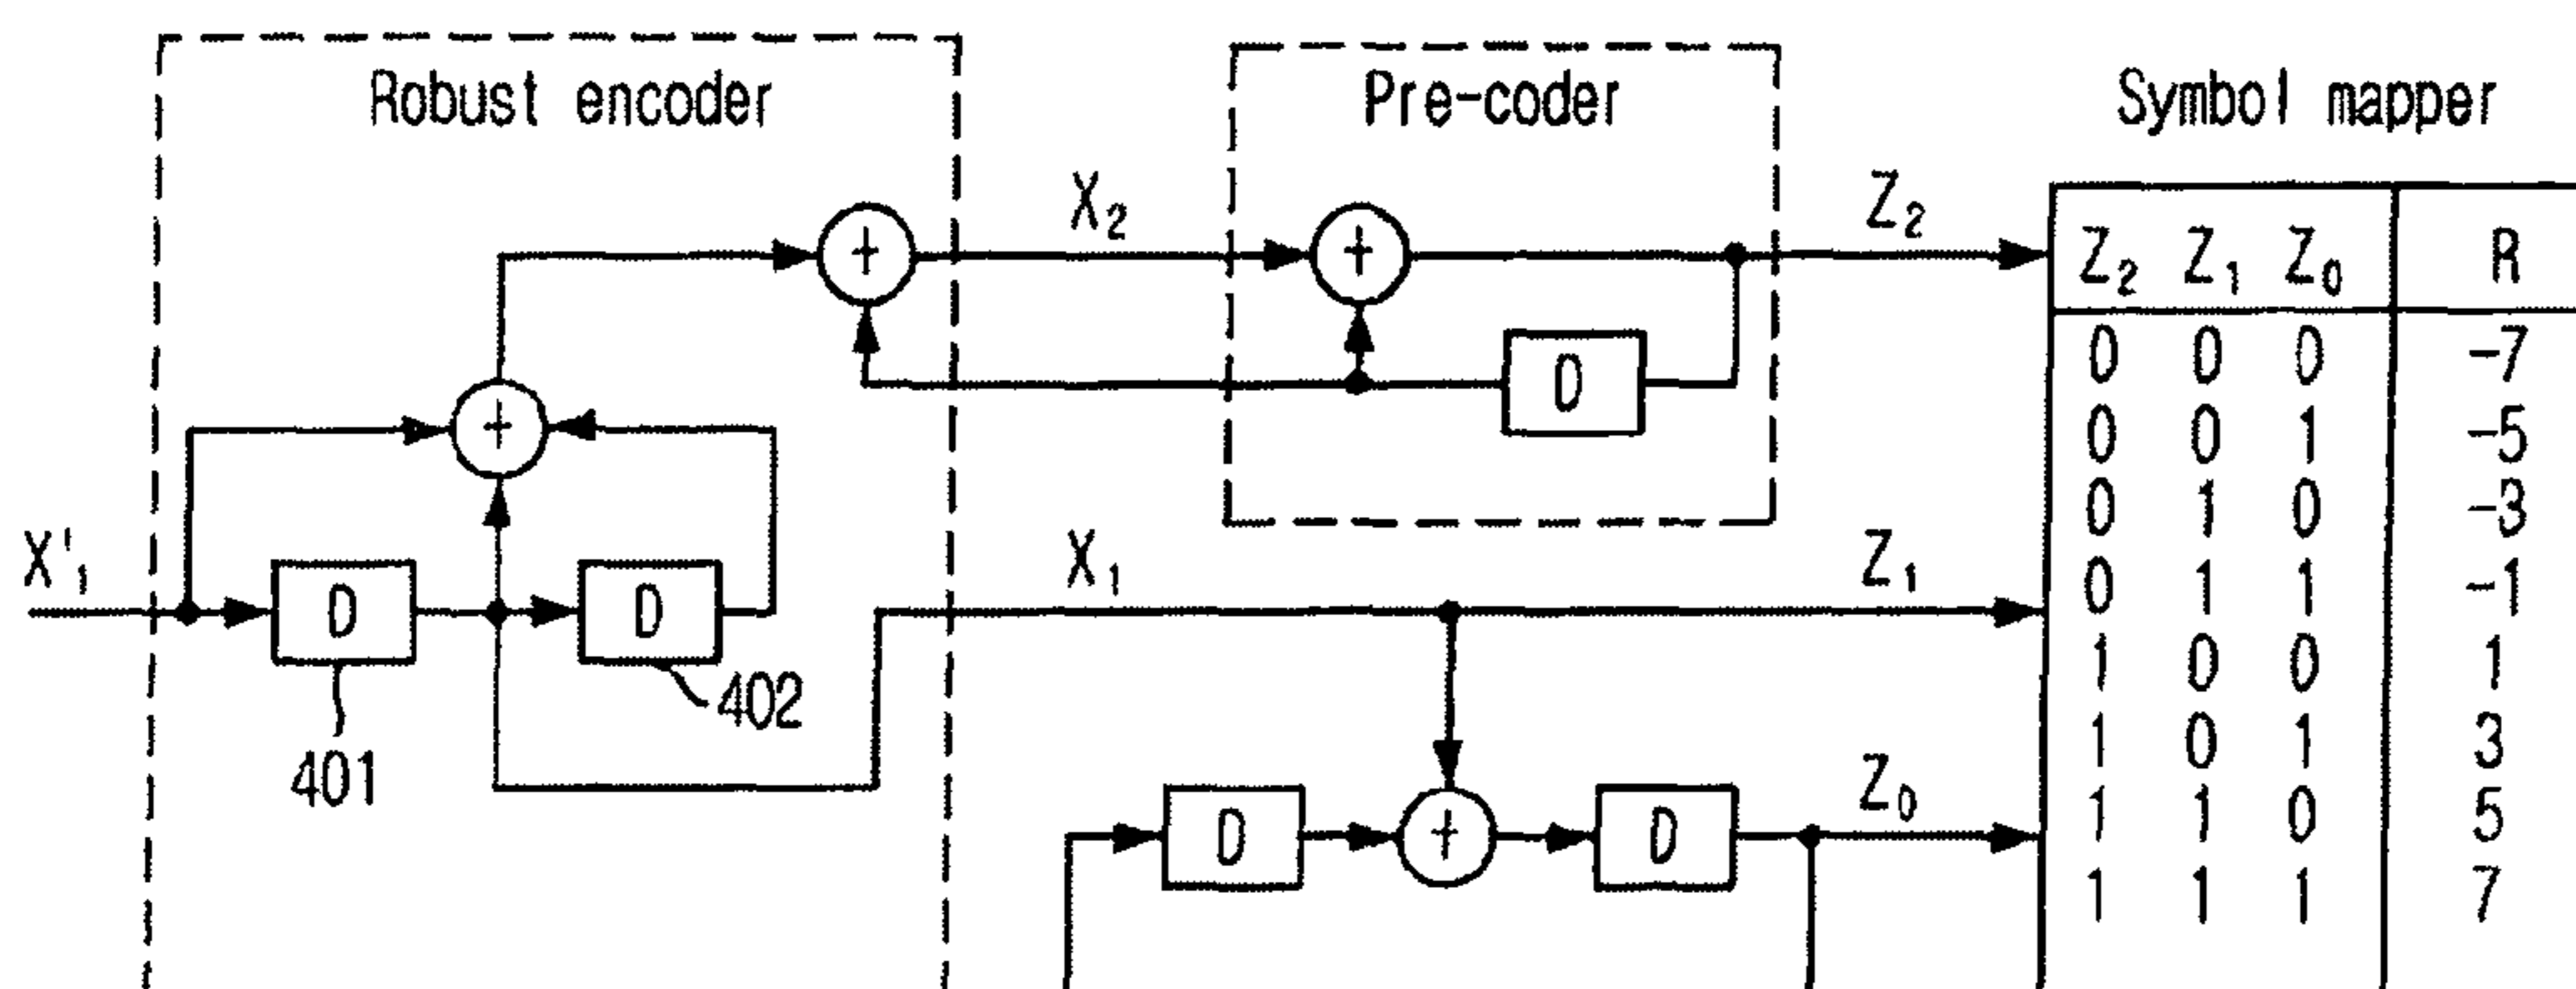 Robust encoder
Pre-coder
Symbol mapper
X₂
Z₂
Z₂ Z₁ Z₀ R
+
+
D
+
0 0 0 -7
0 0 1 -5
0 1 0 -3
0 1 1 -1
1 0 0 1
1 0 1 3
1 1 0 5
1 1 1 7
X'₁
D
D
401
402
X₁
Z₁
D
+
D
Z₀